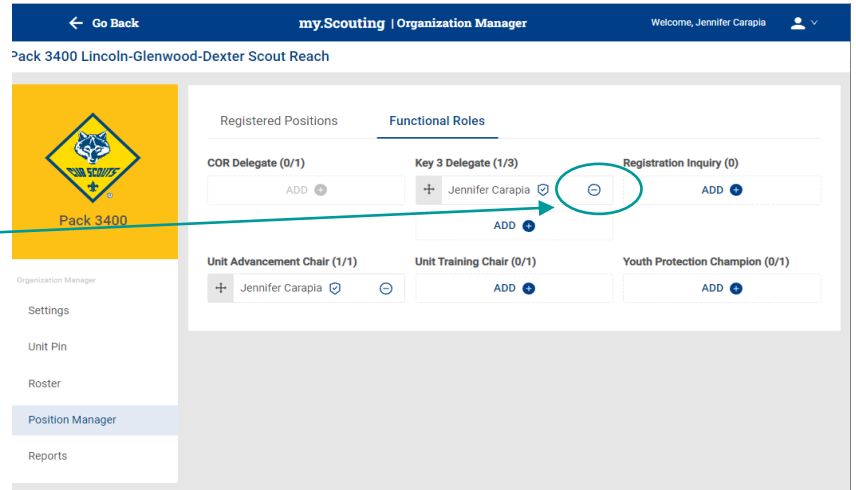 Go Back
my.Scouting | Organization Manager
Welcome, Jennifer Carapia
Pack 3400 Lincoln-Glenwood-Dexter Scout Reach
CUB SCOUTS
Pack 3400
Organization Manager
Settings
Unit Pin
Roster
Position Manager
Reports
Registered Positions
Functional Roles
COR Delegate (0/1)
ADD
Key 3 Delegate (1/3)
Jennifer Carapia
ADD
Registration Inquiry (0)
ADD
Unit Advancement Chair (1/1)
Jennifer Carapia
Unit Training Chair (0/1)
ADD
Youth Protection Champion (0/1)
ADD